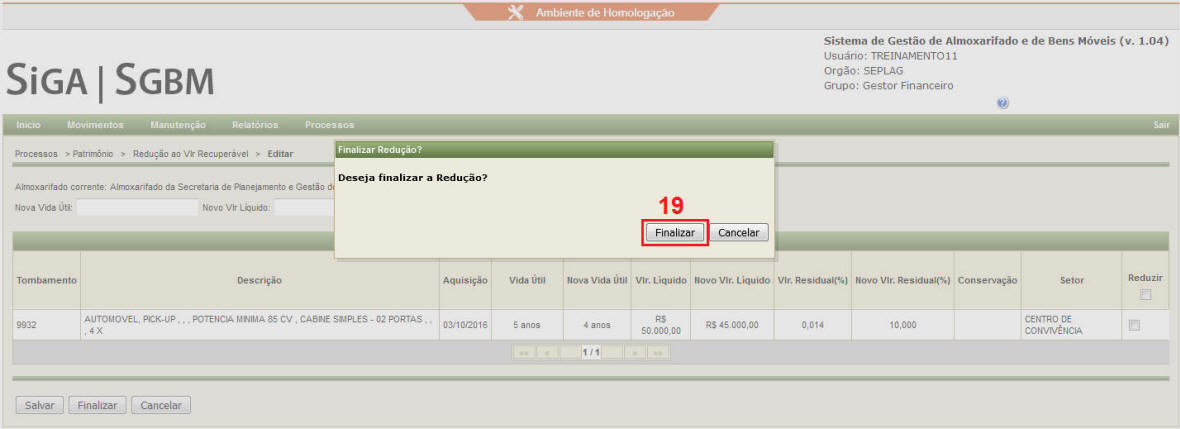 Ambiente de Homologação
Sistema de Gestão de Almoxarifado e de Bens Móveis (v. 1.04)
Usuário: TREINAMENTO11
Orgão: SEPLAG
Grupo: Gestor Financeiro
SIGA | SGBM
Inicio Movimentos Manutenção Relatórios Processos Sair
Processos > Patrimônio > Redução ao Vlr Recuperável > Editar
Finalizar Redução?
Deseja finalizar a Redução?
19
Finalizar Cancelar
Almoxarifado corrente: Almoxarifado da Secretaria de Planejamento e Gestão
Nova Vida Útil: Novo Vlr Líquido:
Tombamento Descrição Aquisição Vida Útil Nova Vida Útil Vlr. Líquido Novo Vlr. Líquido Vlr. Residual(%) Novo Vlr. Residual(%) Conservação Setor Reduzir
9932 AUTOMOVEL, PICK-UP , , , POTENCIA MINIMA 85 CV , CABINE SIMPLES - 02 PORTAS , , , 4 X 03/10/2016 5 anos 4 anos R$ 50.000,00 R$ 45.000,00 0,014 10,000 CENTRO DE CONVIVÊNCIA
<< < 1 / 1 > >>
Salvar Finalizar Cancelar